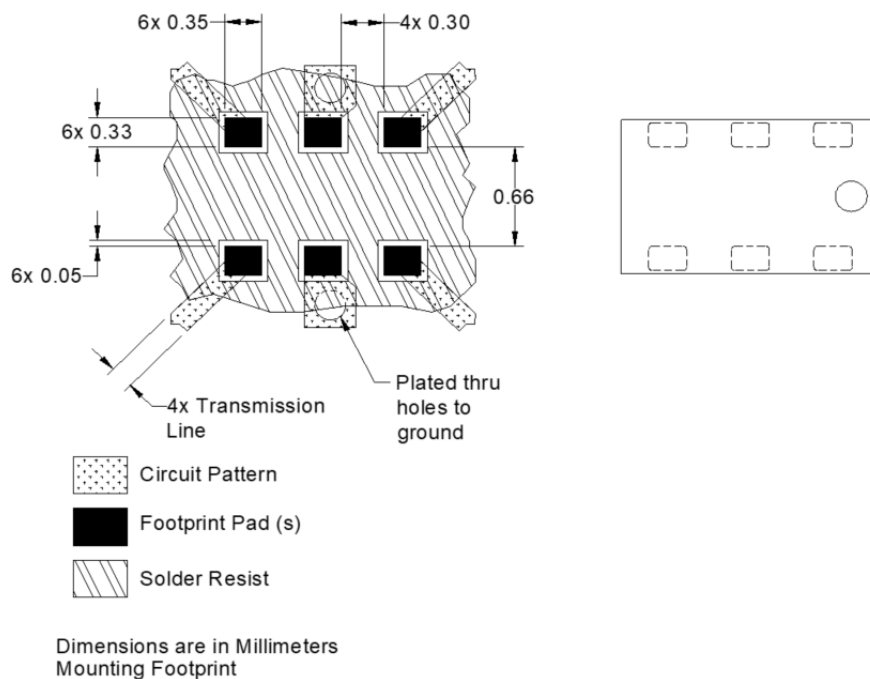 6x 0.35
4x 0.30
6x 0.33
0.66
6x 0.05
Plated thru
holes to
ground
4x Transmission
Line
Circuit Pattern
Footprint Pad (s)
Solder Resist
Dimensions are in Millimeters
Mounting Footprint